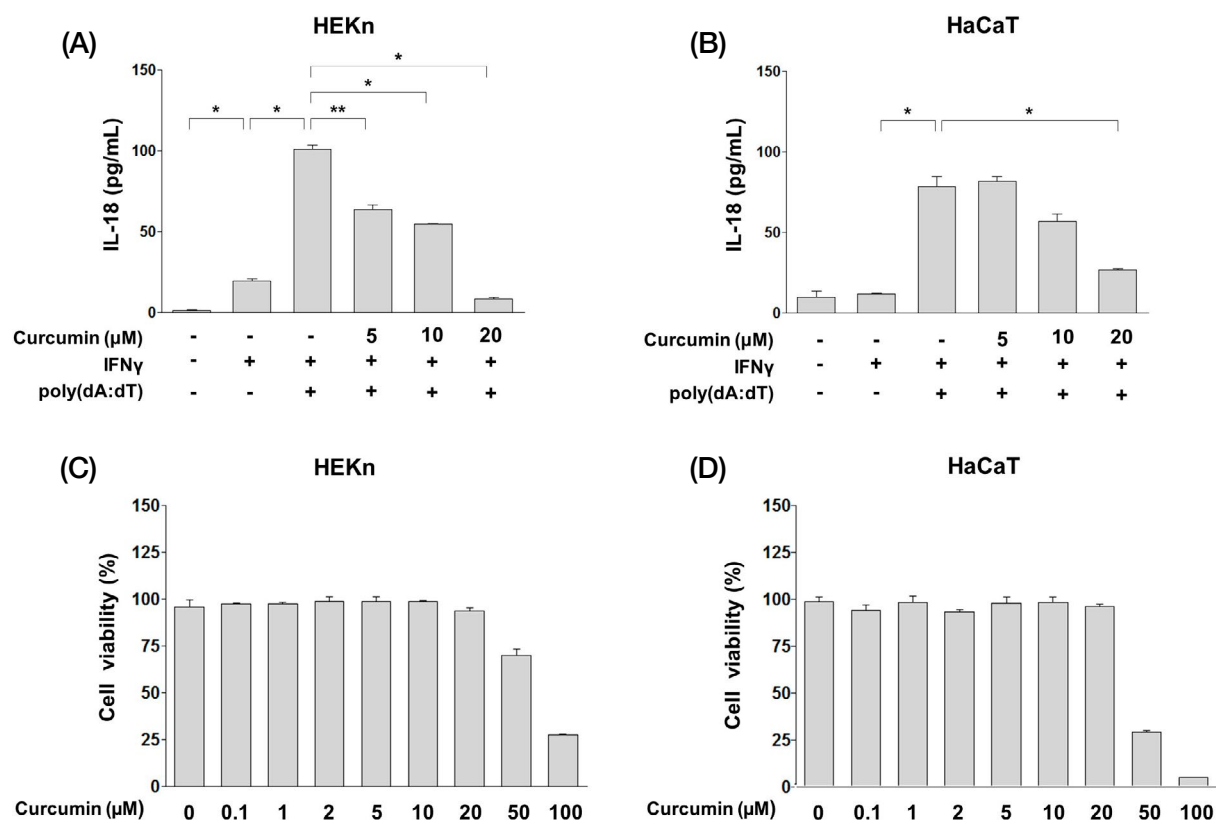 (A)
HEKn
IL-18 (pg/mL)
150
100
50
0
* * ** * *
Curcumin (µM) - - - 5 10 20
IFNγ - + + + + +
poly(dA:dT) - - + + + +
(B)
HaCaT
IL-18 (pg/mL)
150
100
50
0
* *
Curcumin (µM) - - - 5 10 20
IFNγ - + + + + +
poly(dA:dT) - - + + + +
(C)
HEKn
Cell viability (%)
150
125
100
75
50
25
0
Curcumin (µM) 0 0.1 1 2 5 10 20 50 100
(D)
HaCaT
Cell viability (%)
150
125
100
75
50
25
0
Curcumin (µM) 0 0.1 1 2 5 10 20 50 100